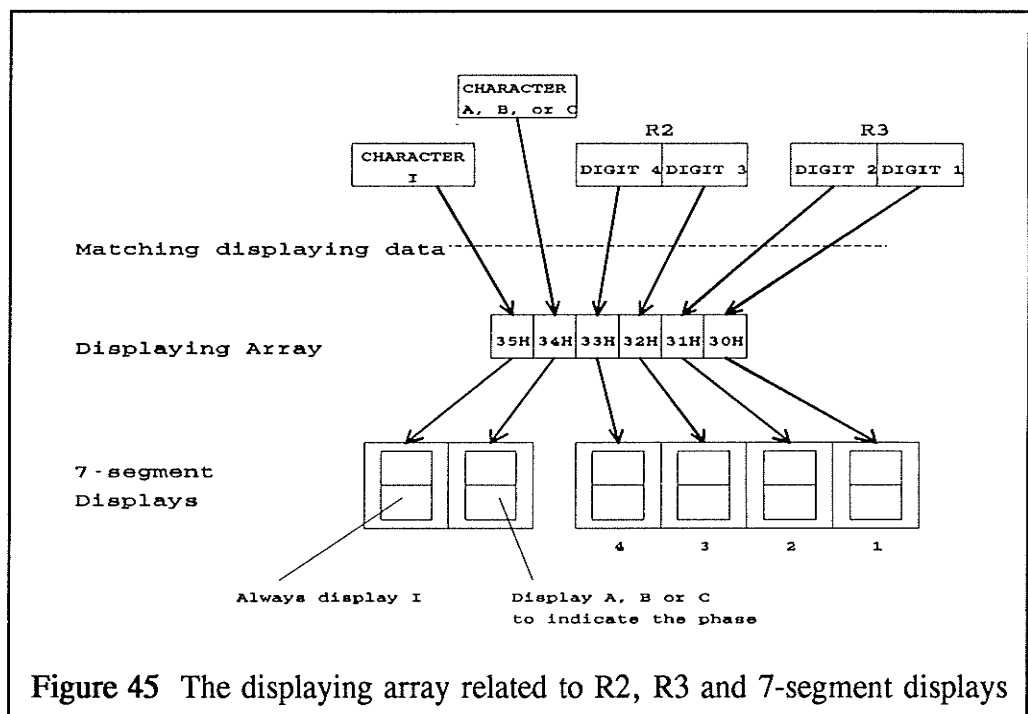 CHARACTER
A, B, or C
R2
R3
CHARACTER
I
DIGIT 4
DIGIT 3
DIGIT 2
DIGIT 1
Matching displaying data
Displaying Array
35H
34H
33H
32H
31H
30H
7-segment
Displays
4
3
2
1
Always display I
Display A, B or C
to indicate the phase
Figure 45 The displaying array related to R2, R3 and 7-segment displays